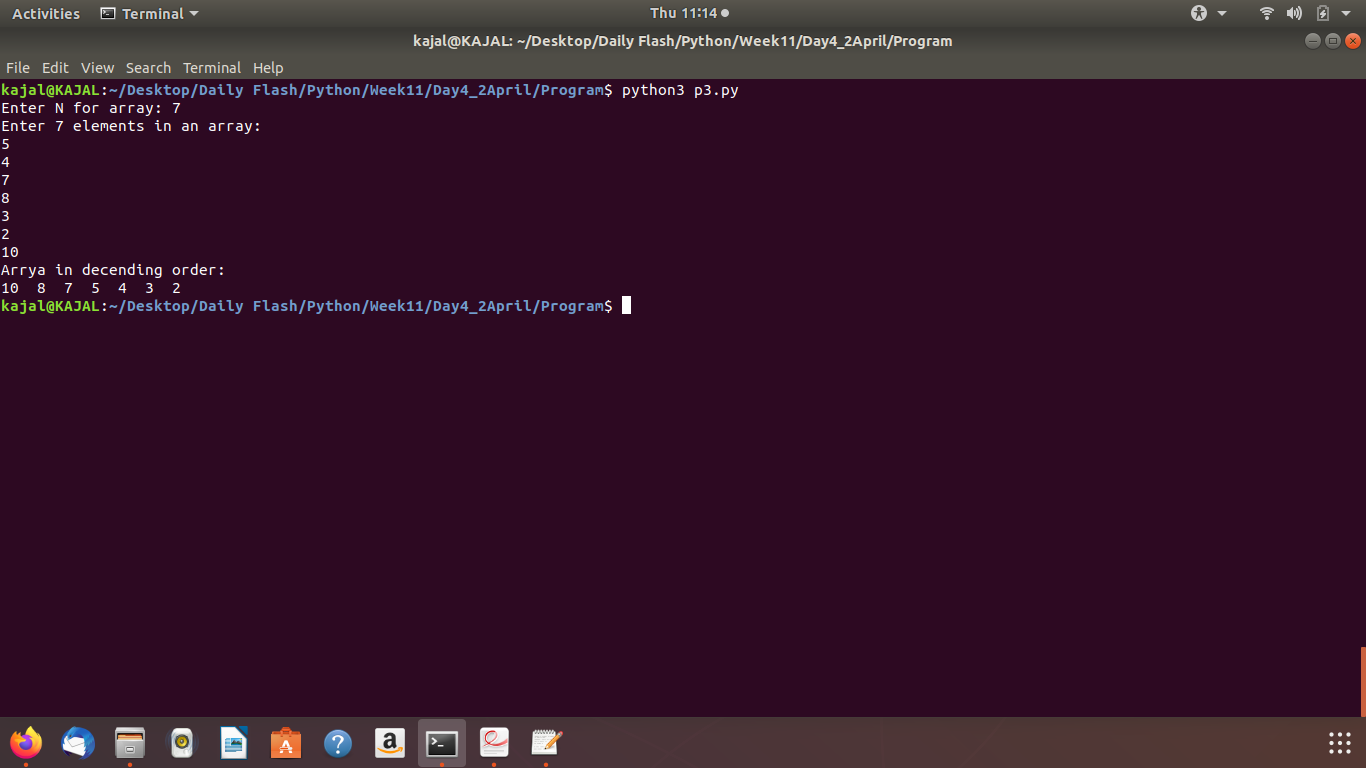 Activities Terminal Thu 11:14
kajal@KAJAL: ~/Desktop/Daily Flash/Python/Week11/Day4_2April/Program
File Edit View Search Terminal Help
kajal@KAJAL:~/Desktop/Daily Flash/Python/Week11/Day4_2April/Program$ python3 p3.py
Enter N for array: 7
Enter 7 elements in an array:
5
4
7
8
3
2
10
Arrya in decending order:
10 8 7 5 4 3 2
kajal@KAJAL:~/Desktop/Daily Flash/Python/Week11/Day4_2April/Program$